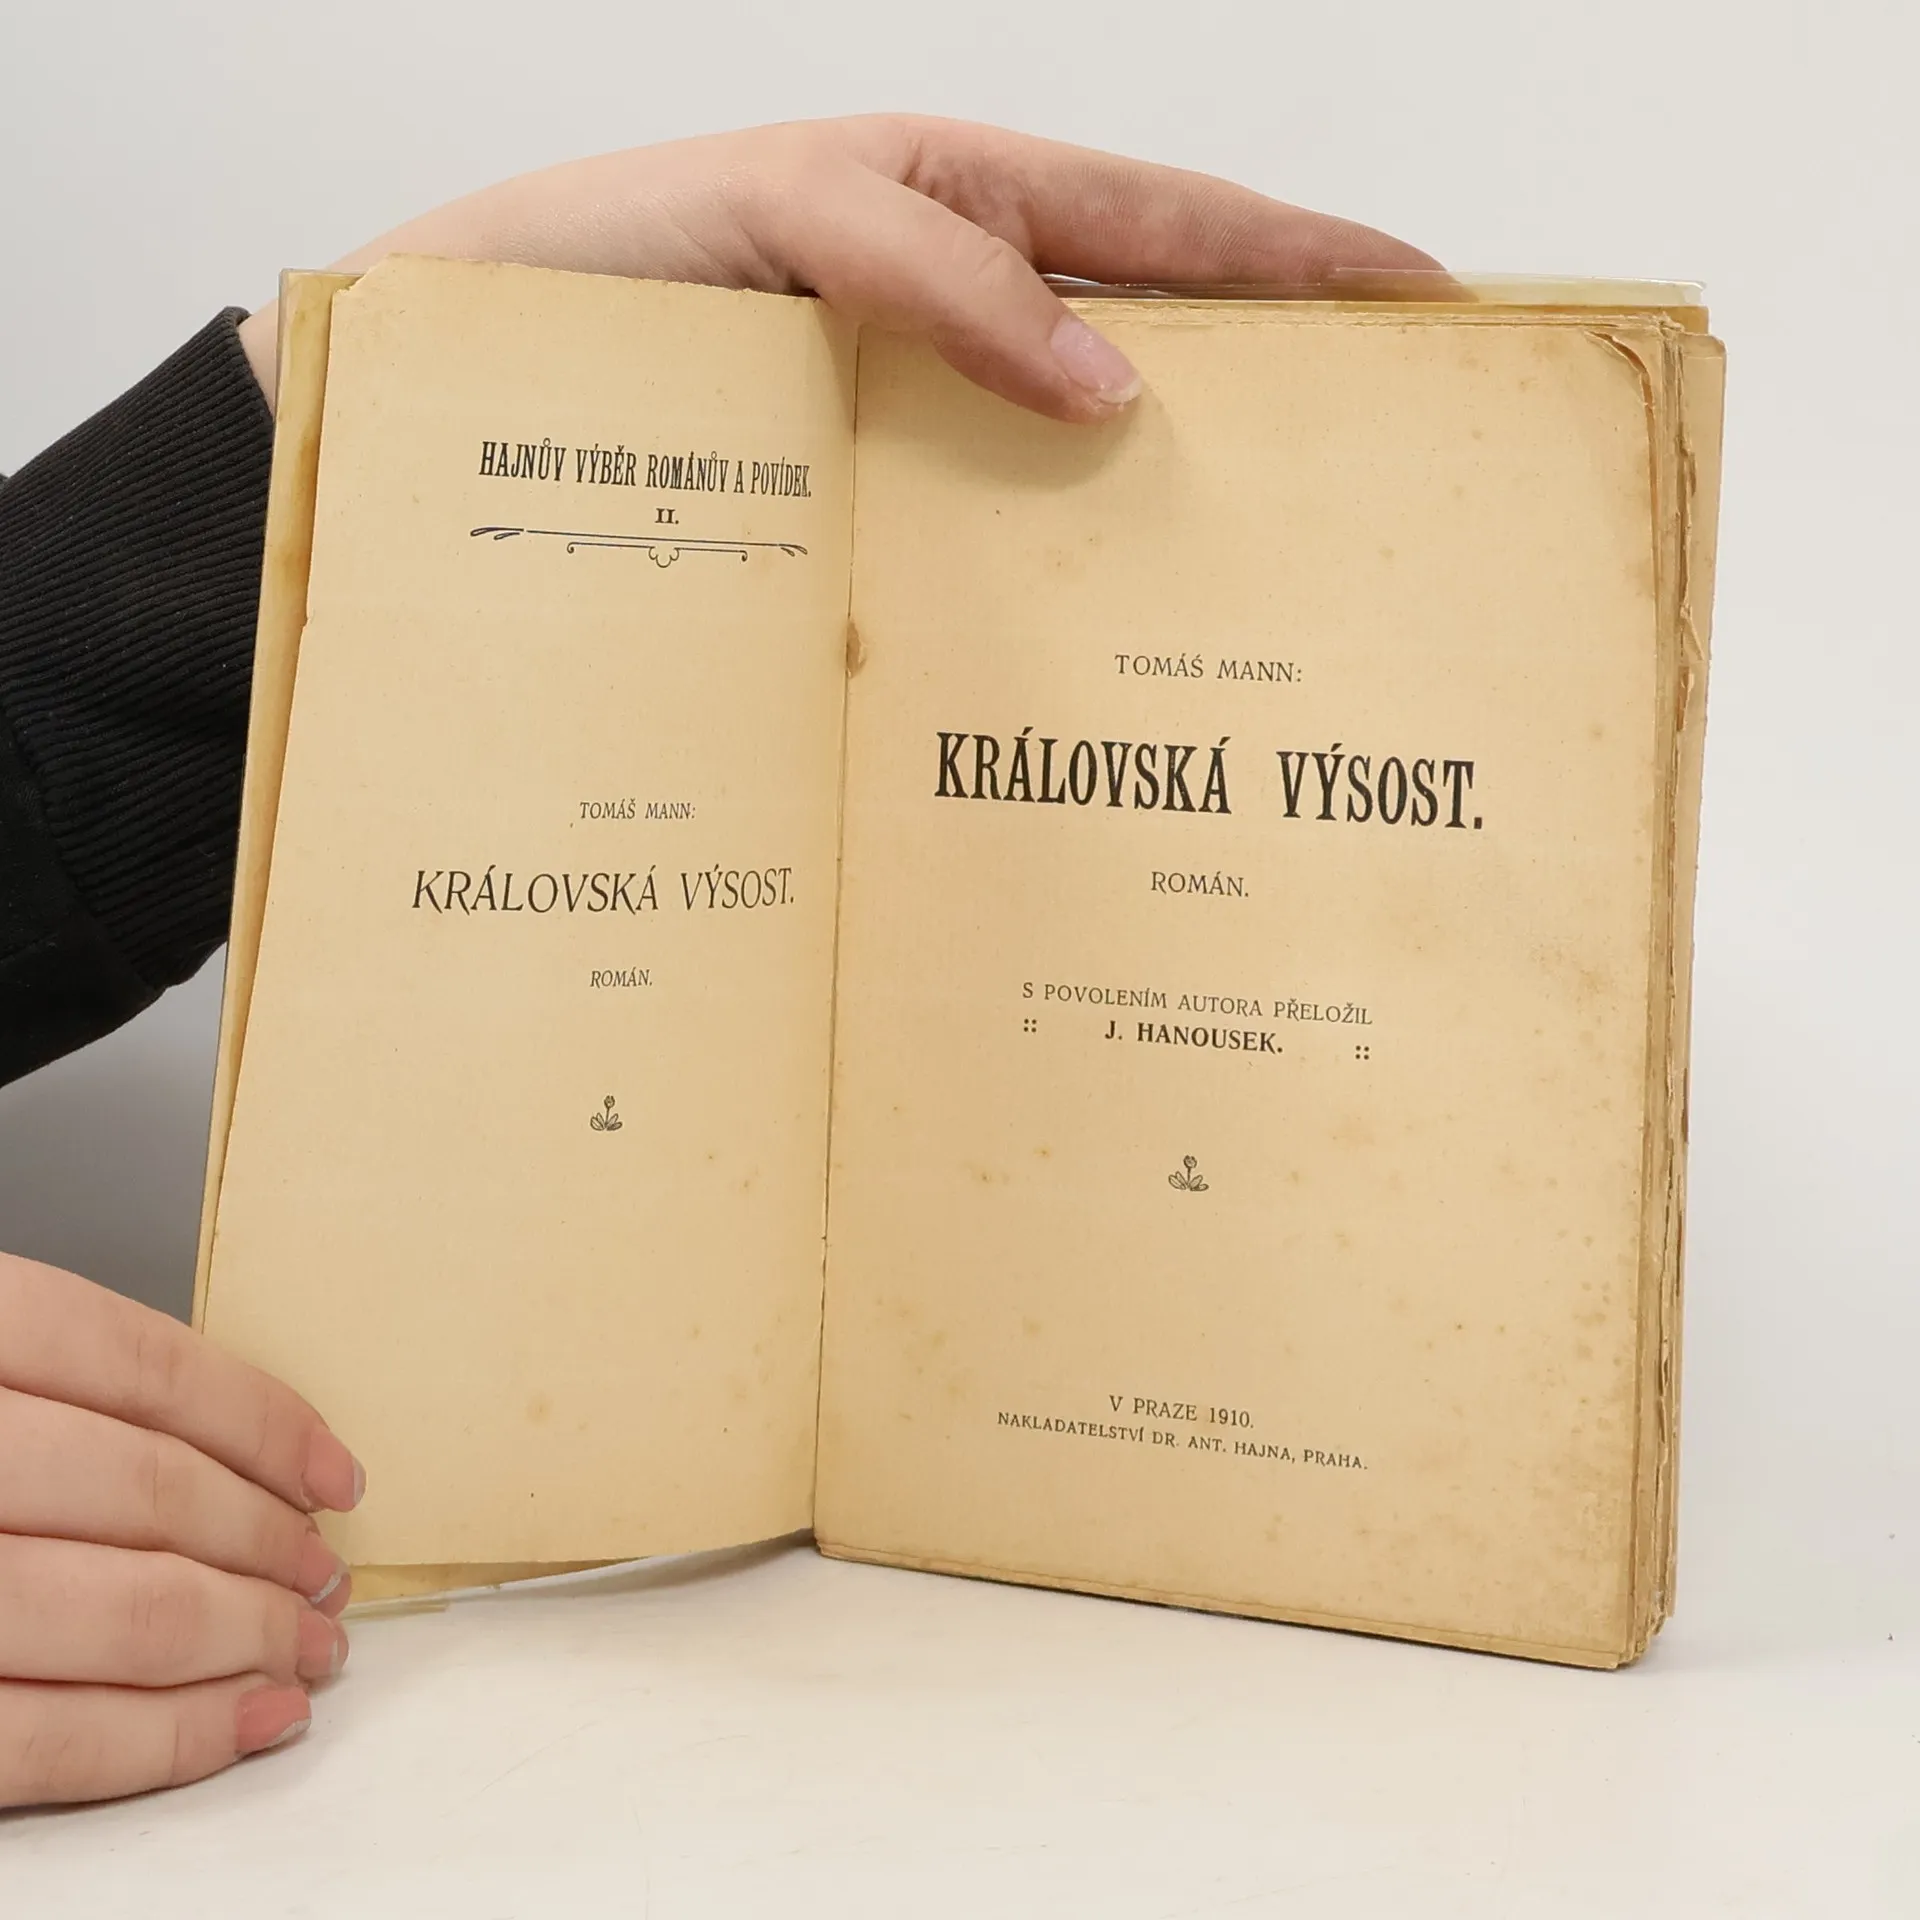 HAJNŮV VÝBĚR ROMÁNŮV A POVÍDEK.
II.
TOMÁŠ MANN:
KRÁLOVSKÁ VÝSOST.
ROMÁN.
TOMÁŠ MANN:
KRÁLOVSKÁ VÝSOST.
ROMÁN.
S POVOLENÍM AUTORA PŘELOŽIL
:: J. HANOUSEK. ::
V PRAZE 1910.
NAKLADATELSTVÍ DR. ANT. HAJNA, PRAHA.